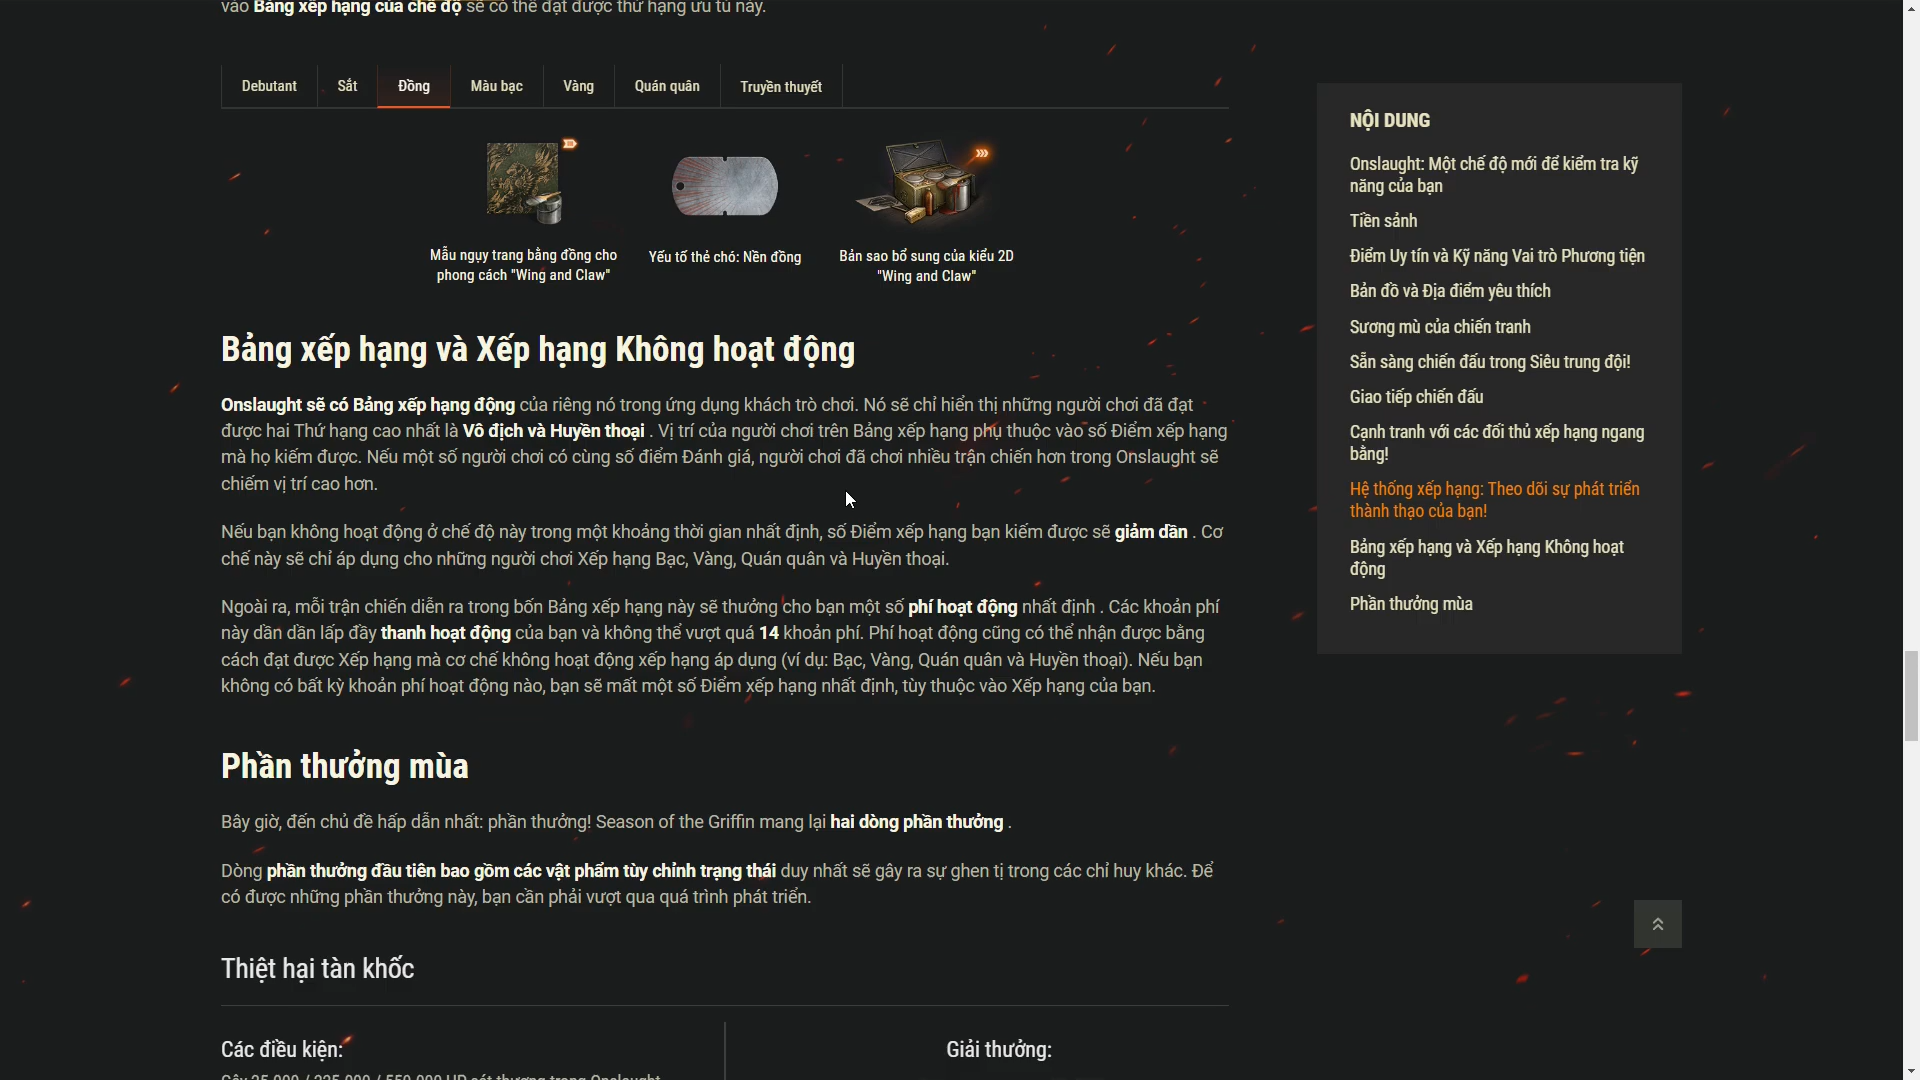 vào Bảng xếp hạng của chế độ sẽ có thể đạt được thứ hạng ưu tú này.
Debutant Sắt Đồng Màu bạc Vàng Quán quân Truyền thuyết
Mẫu ngụy trang bằng đồng cho
phong cách "Wing and Claw"
Yếu tố thẻ chó: Nền đồng
Bản sao bổ sung của kiểu 2D
"Wing and Claw"
Bảng xếp hạng và Xếp hạng Không hoạt động
Onslaught sẽ có Bảng xếp hạng động của riêng nó trong ứng dụng khách trò chơi. Nó sẽ chỉ hiển thị những người chơi đã đạt
được hai Thứ hạng cao nhất là Vô địch và Huyền thoại . Vị trí của người chơi trên Bảng xếp hạng phụ thuộc vào số Điểm xếp hạng
mà họ kiếm được. Nếu một số người chơi có cùng số điểm Đánh giá, người chơi đã chơi nhiều trận chiến hơn trong Onslaught sẽ
chiếm vị trí cao hơn.
Nếu bạn không hoạt động ở chế độ này trong một khoảng thời gian nhất định, số Điểm xếp hạng bạn kiếm được sẽ giảm dần . Cơ
chế này sẽ chỉ áp dụng cho những người chơi Xếp hạng Bạc, Vàng, Quán quân và Huyền thoại.
Ngoài ra, mỗi trận chiến diễn ra trong bốn Bảng xếp hạng này sẽ thưởng cho bạn một số phí hoạt động nhất định . Các khoản phí
này dần dần lấp đầy thanh hoạt động của bạn và không thể vượt quá 14 khoản phí. Phí hoạt động cũng có thể nhận được bằng
cách đạt được Xếp hạng mà cơ chế không hoạt động xếp hạng áp dụng (ví dụ: Bạc, Vàng, Quán quân và Huyền thoại). Nếu bạn
không có bất kỳ khoản phí hoạt động nào, bạn sẽ mất một số Điểm xếp hạng nhất định, tùy thuộc vào Xếp hạng của bạn.
Phần thưởng mùa
Bây giờ, đến chủ đề hấp dẫn nhất: phần thưởng! Season of the Griffin mang lại hai dòng phần thưởng .
Dòng phần thưởng đầu tiên bao gồm các vật phẩm tùy chỉnh trạng thái duy nhất sẽ gây ra sự ghen tị trong các chỉ huy khác. Để
có được những phần thưởng này, bạn cần phải vượt qua quá trình phát triển.
Thiệt hại tàn khốc
Các điều kiện:
Giải thưởng:
Gây 25 000 / 225 000 / 550 000 HP sát thương trong Onslaught
NỘI DUNG
Onslaught: Một chế độ mới để kiểm tra kỹ
năng của bạn
Tiền sảnh
Điểm Uy tín và Kỹ năng Vai trò Phương tiện
Bản đồ và Địa điểm yêu thích
Sương mù của chiến tranh
Sẵn sàng chiến đấu trong Siêu trung đội!
Giao tiếp chiến đấu
Cạnh tranh với các đối thủ xếp hạng ngang
bằng!
Hệ thống xếp hạng: Theo dõi sự phát triển
thành thạo của bạn!
Bảng xếp hạng và Xếp hạng Không hoạt
động
Phần thưởng mùa